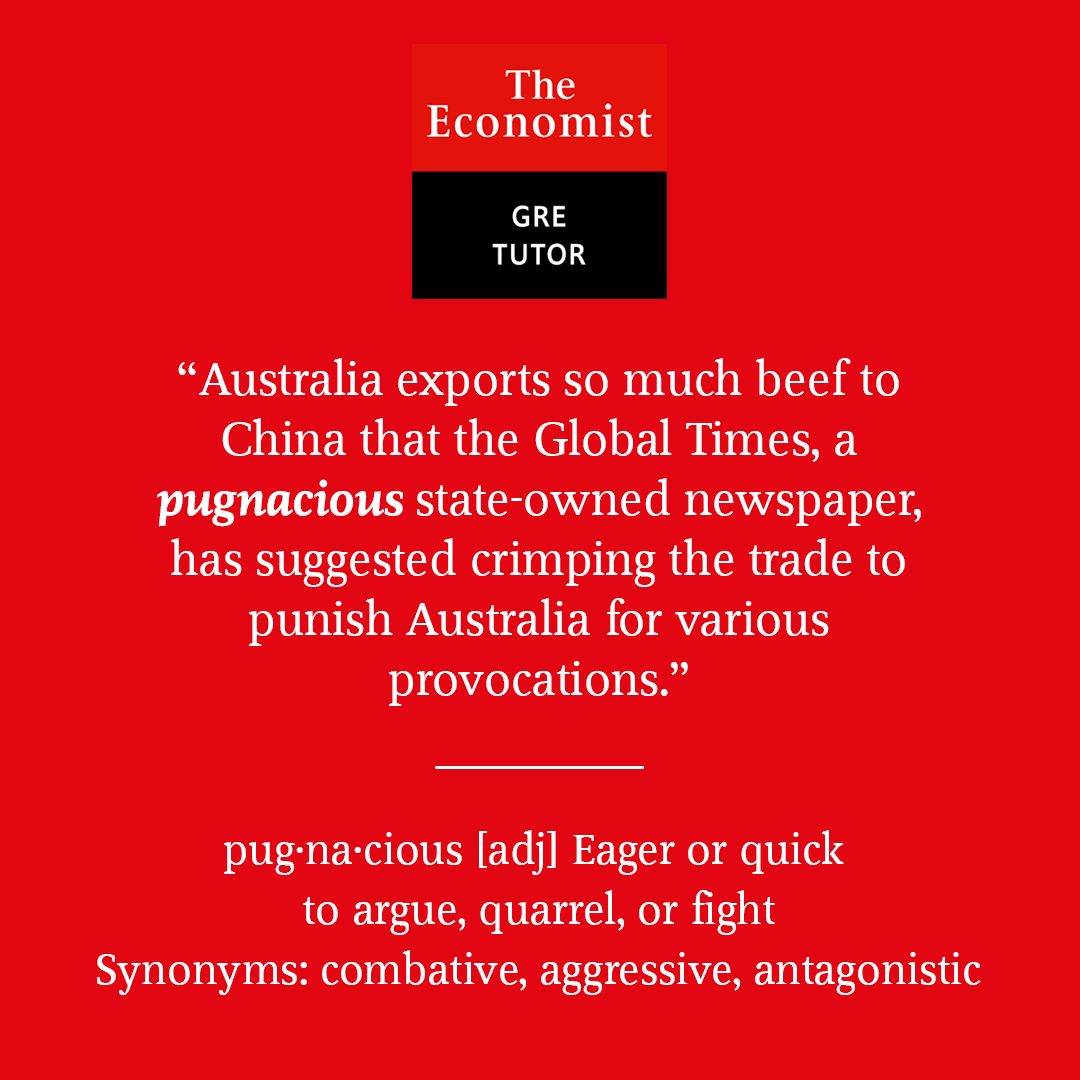 The
Economist
GRE
TUTOR
“Australia exports so much beef to
China that the Global Times, a
pugnacious state-owned newspaper,
has suggested crimping the trade to
punish Australia for various
provocations.”
pug·na·cious [adj] Eager or quick
to argue, quarrel, or fight
Synonyms: combative, aggressive, antagonistic